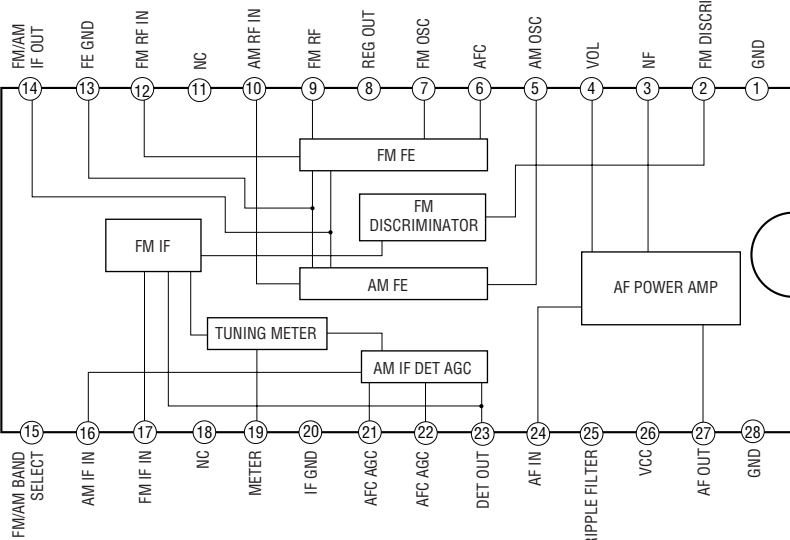 FM/AM
IF OUT
FE GND
FM RF IN
NC
AM RF IN
FM RF
REG OUT
FM OSC
AFC
AM OSC
VOL
NF
FM DISCRI
GND
14
13
12
11
10
9
8
7
6
5
4
3
2
1
FM FE
FM
DISCRIMINATOR
FM IF
AM FE
AF POWER AMP
TUNING METER
AM IF DET AGC
15
16
17
18
19
20
21
22
23
24
25
26
27
28
FM/AM BAND
SELECT
AM IF IN
FM IF IN
NC
METER
IF GND
AFC AGC
AFC AGC
DET OUT
AF IN
RIPPLE FILTER
VCC
AF OUT
GND